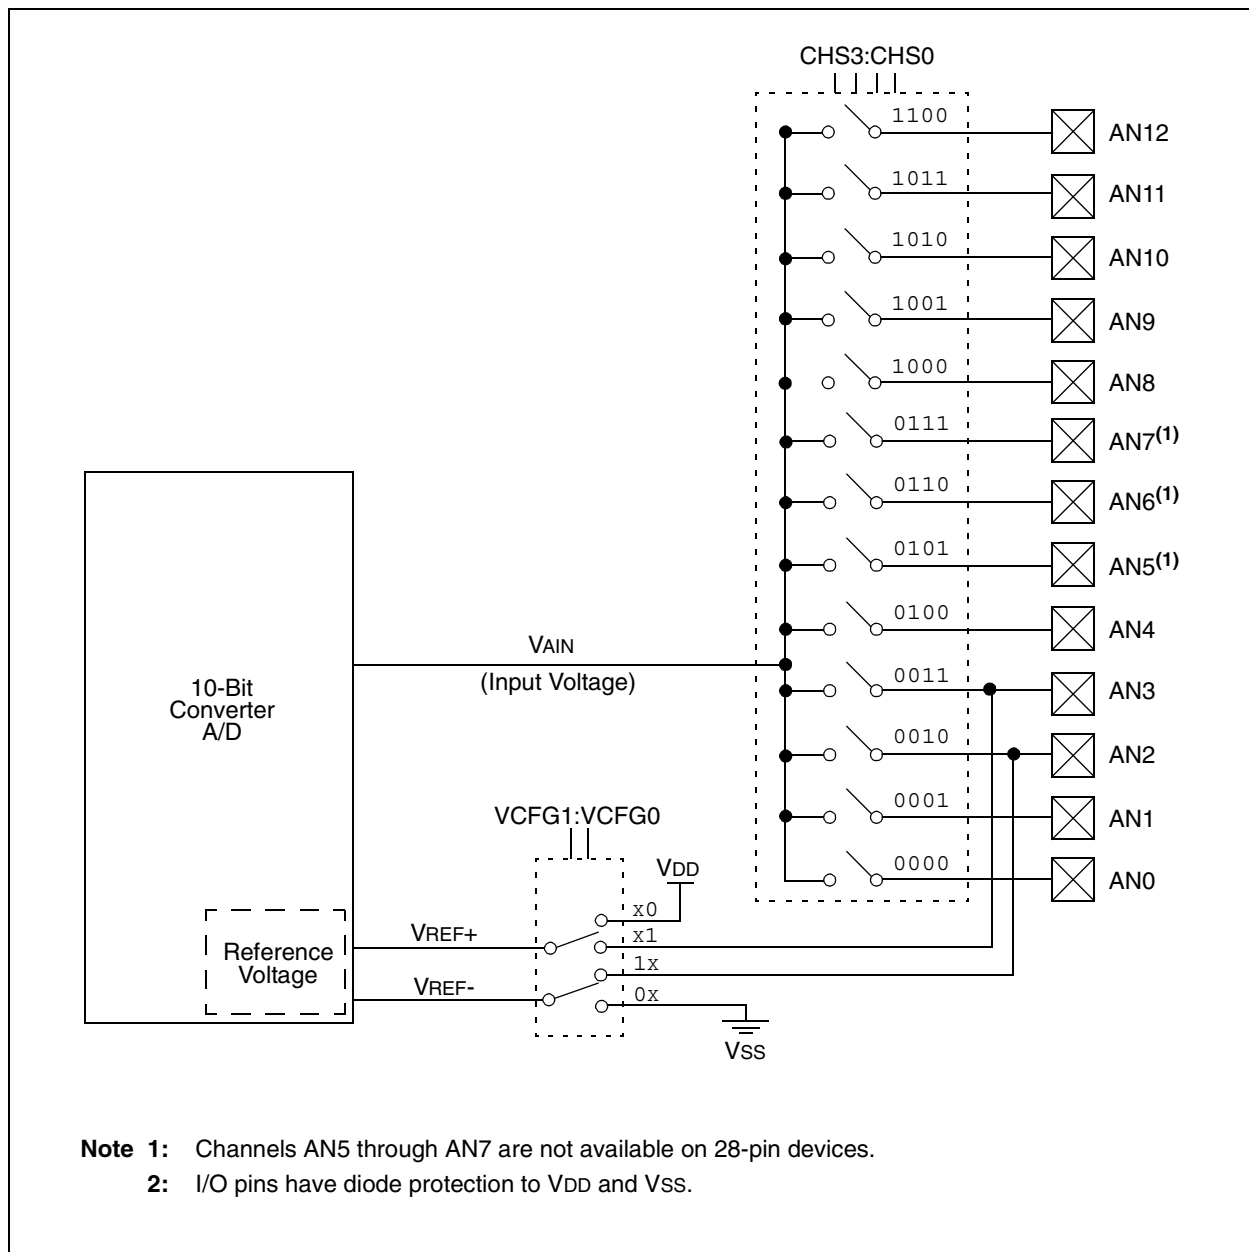 CHS3:CHS0
1100 AN12
1011 AN11
1010 AN10
1001 AN9
1000 AN8
0111 AN7(1)
0110 AN6(1)
0101 AN5(1)
0100 AN4
VAIN
(Input Voltage)
0011 AN3
10-Bit
Converter
A/D
0010 AN2
0001 AN1
VCFG1:VCFG0
0000 AN0
VDD
x0
VREF+
x1
Reference
Voltage
1x
VREF-
0x
VSS
Note 1: Channels AN5 through AN7 are not available on 28-pin devices.
2: I/O pins have diode protection to VDD and VSS.